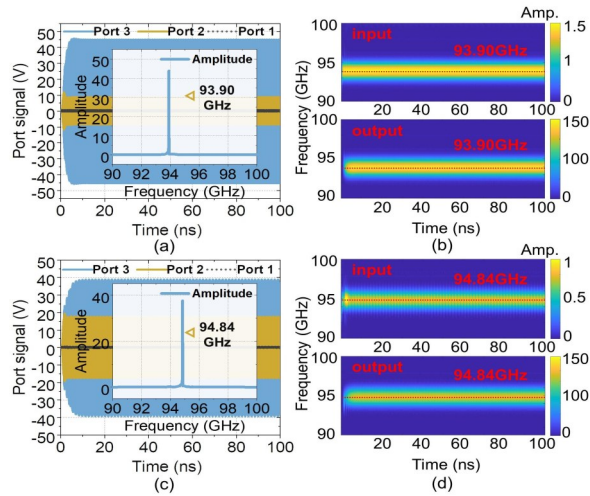 Port 3 Port 2 Port 1
Port signal (V)
50
40
30
20
10
0
-10
-20
-30
-40
-50
0 20 40 60 80 100
Time (ns)
Amplitude
50
40
30
20
10
0
Amplitude
93.90
GHz
90 92 94 96 98 100
Frequency (GHz)
(a)
Amp.
100
input
95
93.90GHz
90
1.5
1
0
20 40 60 80 100
100
output
93.90GHz
95
90
150
100
0
20 40 60 80 100
Frequency (GHz)
Time (ns)
(b)
Port 3 Port 2 Port 1
Port signal (V)
50
40
30
20
10
0
-10
-20
-30
-40
-50
0 20 40 60 80 100
Time (ns)
Amplitude
40
20
0
Amplitude
94.84
GHz
90 92 94 96 98 100
Frequency (GHz)
(c)
Amp.
100
input
95
94.84GHz
90
1
0.5
0
20 40 60 80 100
100
output
94.84GHz
95
90
150
100
0
20 40 60 80 100
Frequency (GHz)
Time (ns)
(d)